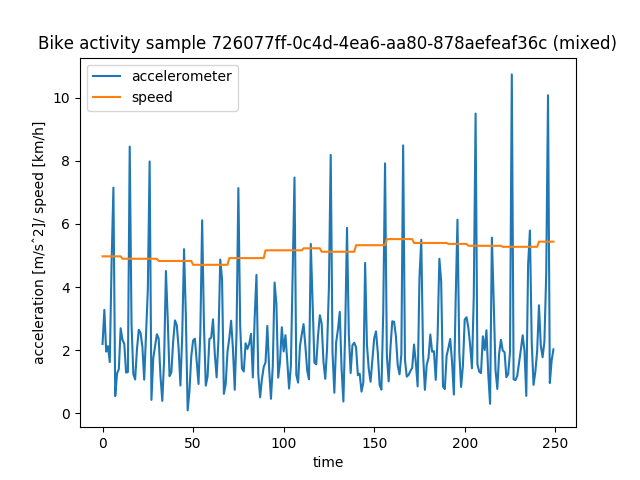 Bike activity sample 726077ff-0c4d-4ea6-aa80-878aefeaf36c (mixed)
accelerometer
speed
acceleration [m/s^2]/ speed [km/h]
10
8
6
4
2
0
0 50 100 150 200 250
time